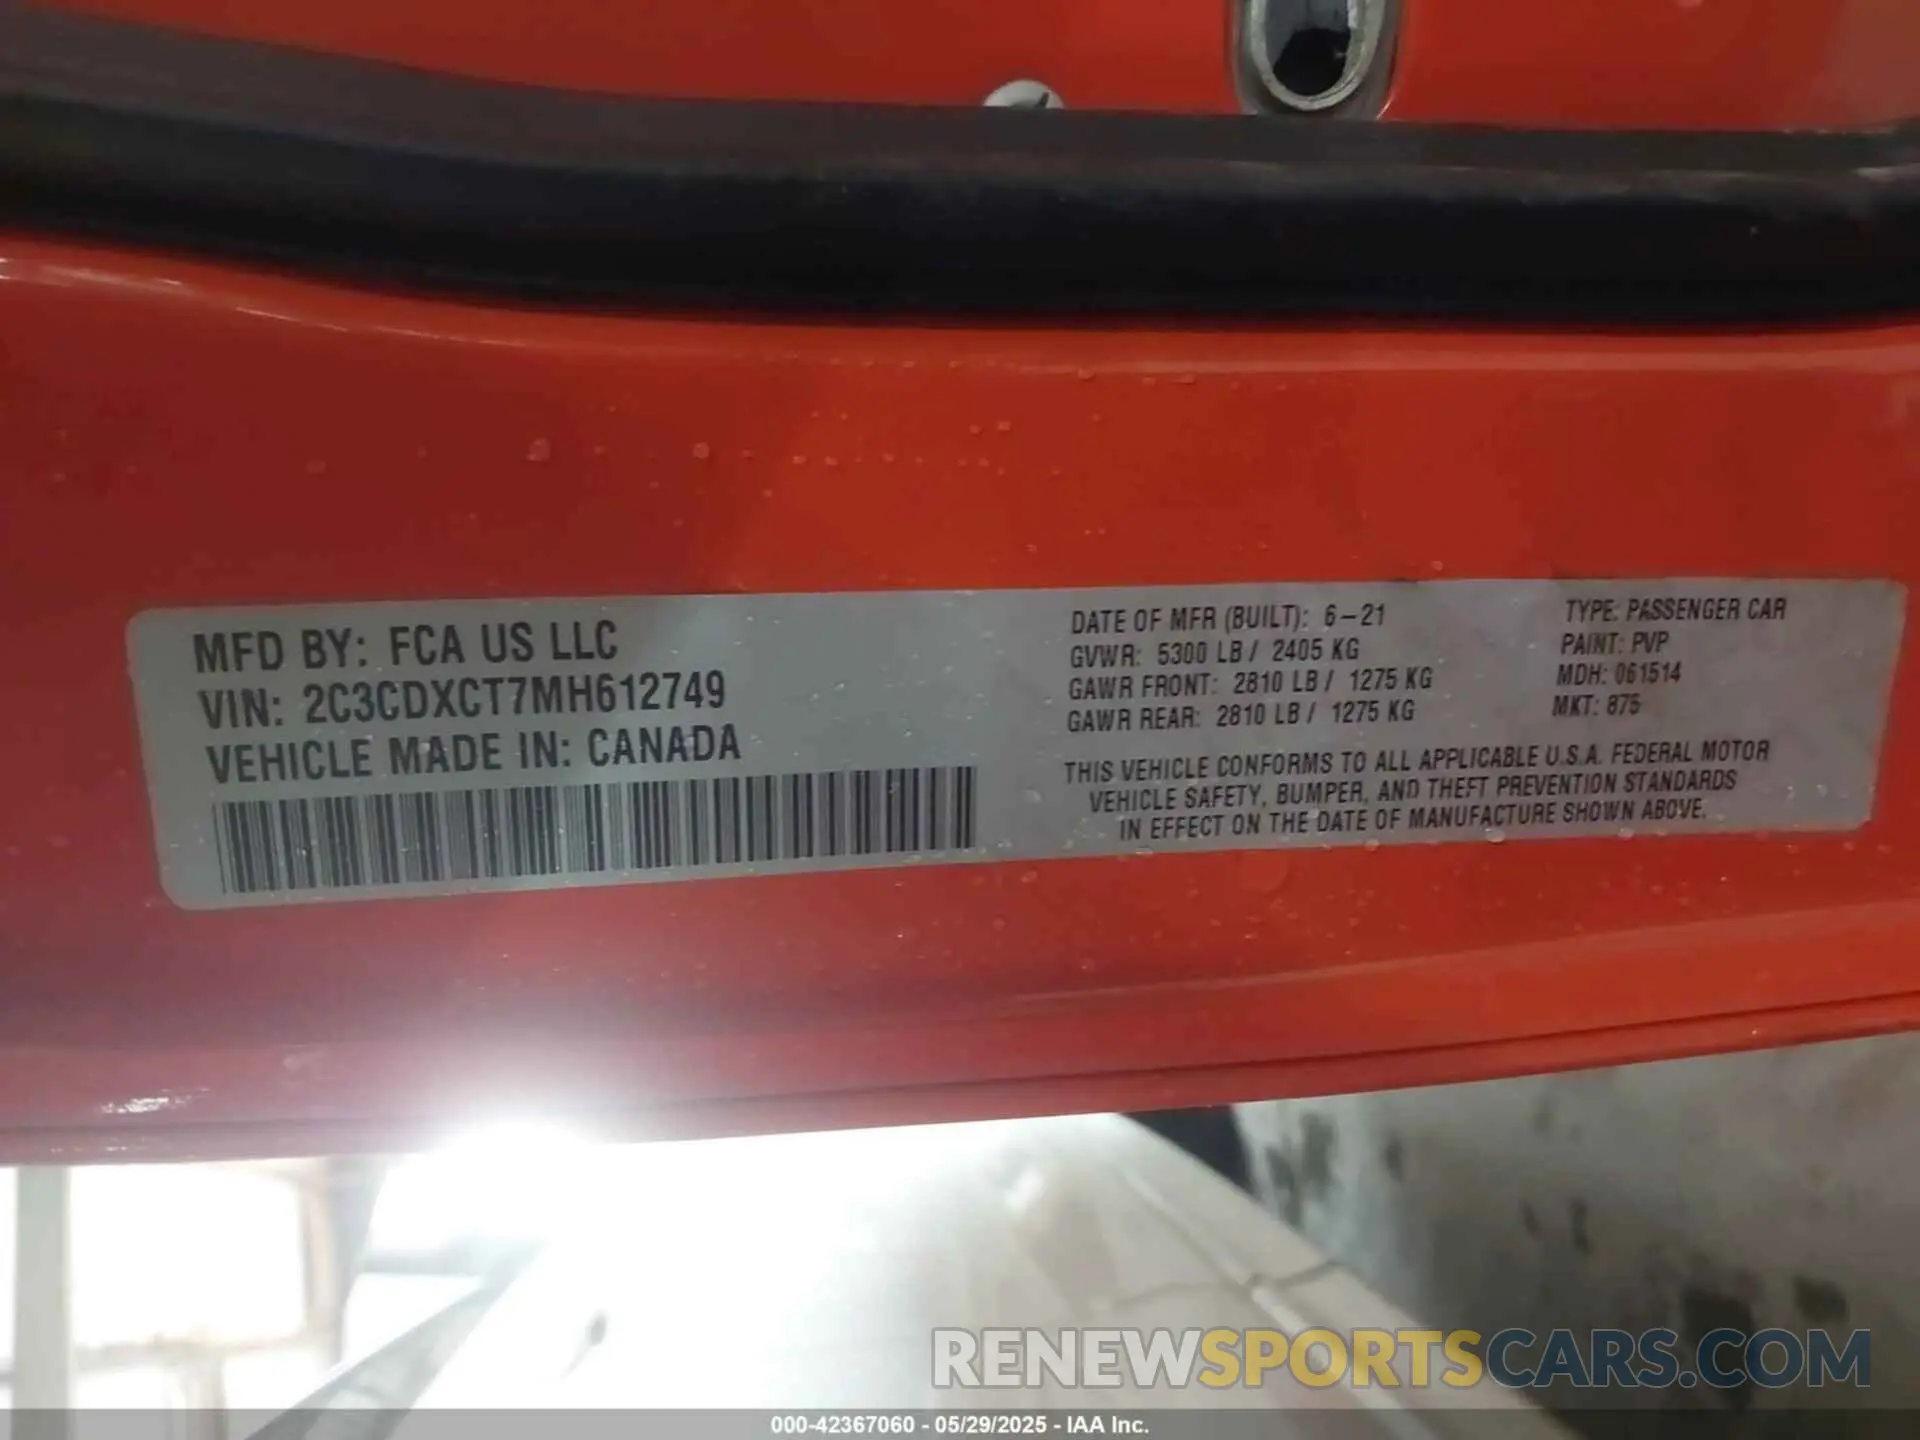 MFD BY: FCA US LLC
VIN: 2C3CDXCT7MH612749
VEHICLE MADE IN: CANADA
DATE OF MFR (BUILT): 6-21
GVWR: 5300 LB / 2405 KG
GAWR FRONT: 2810 LB / 1275 KG
GAWR REAR: 2810 LB / 1275 KG
TYPE: PASSENGER CAR
PAINT: PVP
MDH: 061514
MKT: 875
THIS VEHICLE CONFORMS TO ALL APPLICABLE U.S.A. FEDERAL MOTOR
VEHICLE SAFETY, BUMPER, AND THEFT PREVENTION STANDARDS
IN EFFECT ON THE DATE OF MANUFACTURE SHOWN ABOVE.
RENEWSPORTSCARS.COM
000-42367060 - 05/29/2025 - IAA Inc.